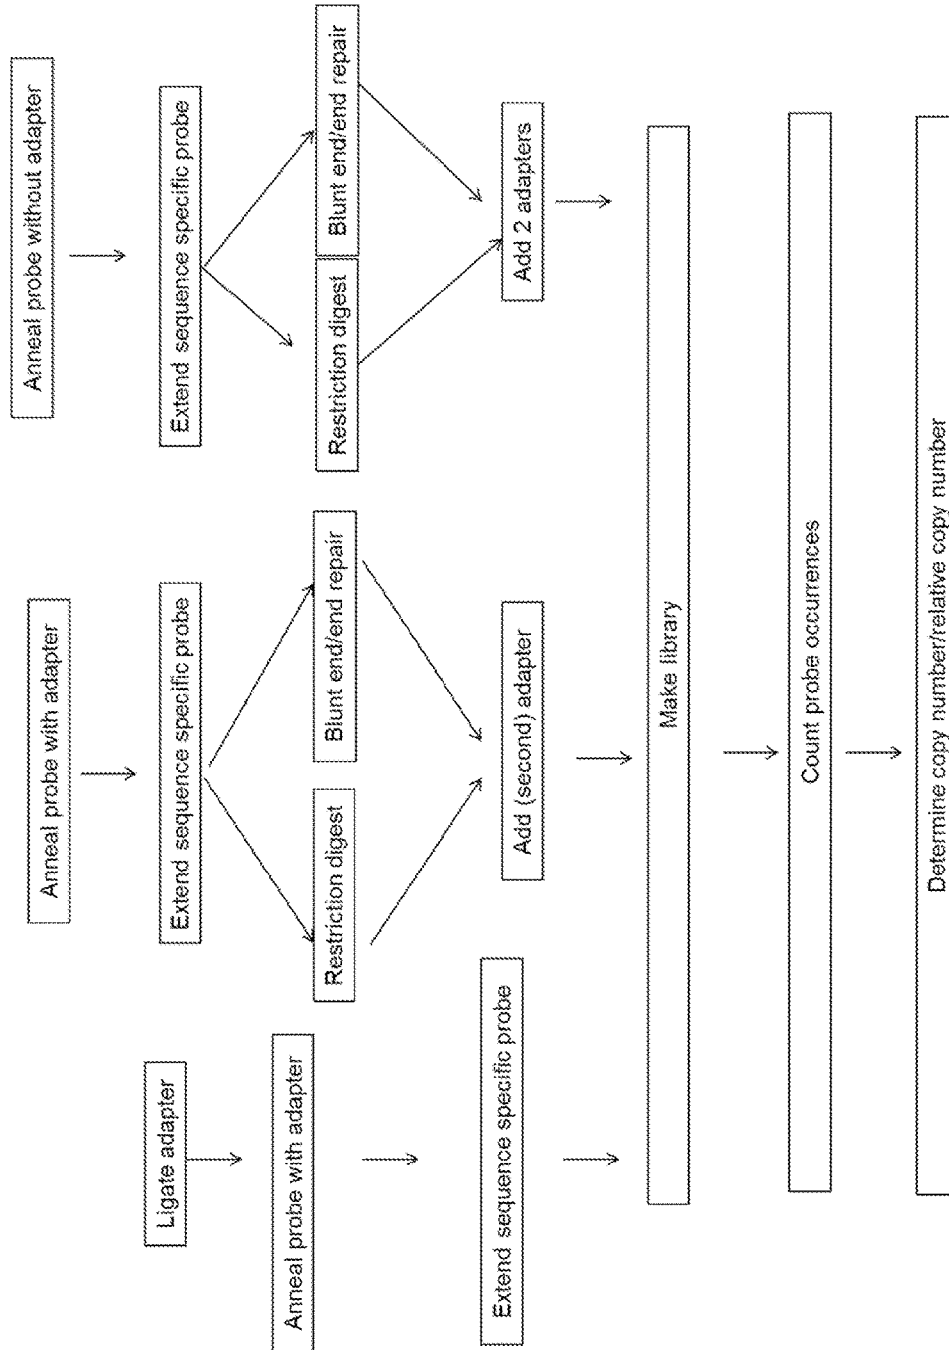 Ligate adapter
Anneal probe with adapter
Extend sequence specific probe
Anneal probe with adapter
Extend sequence specific probe
Restriction digest
Blunt end/end repair
Add (second) adapter
Anneal probe without adapter
Extend sequence specific probe
Restriction digest
Blunt end/end repair
Add 2 adapters
Make library
Count probe occurrences
Determine copy number/relative copy number